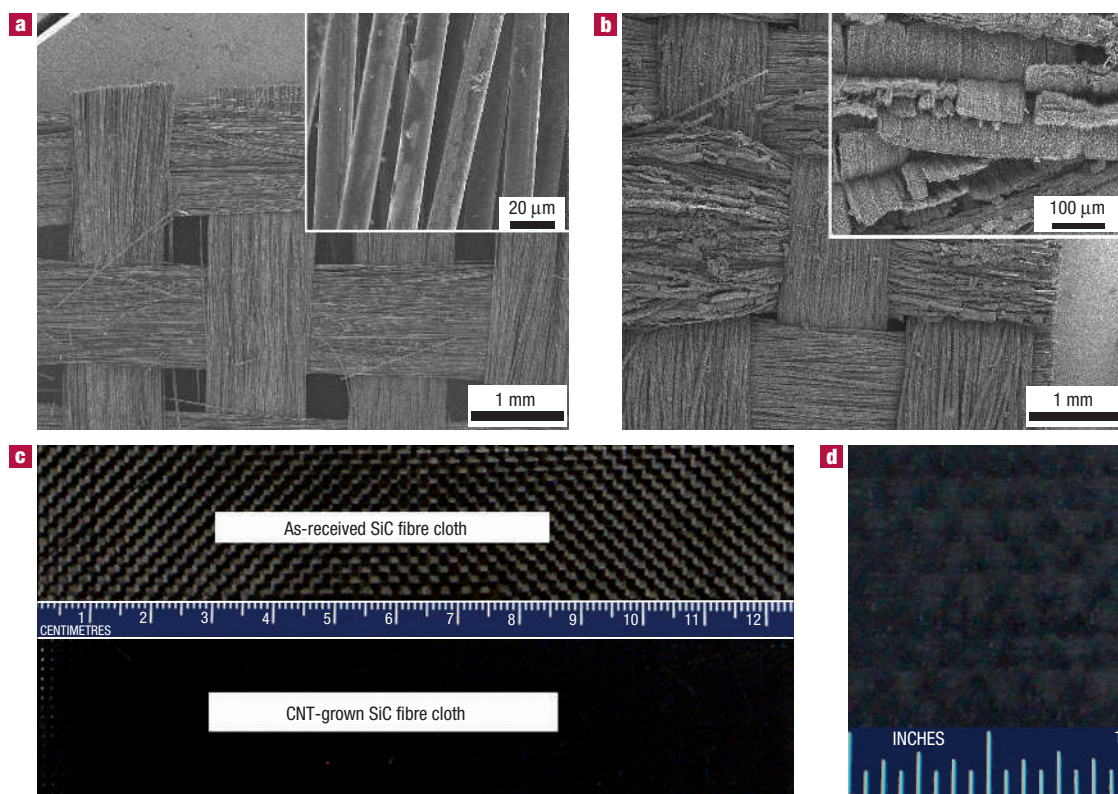 a
20 μm
1 mm
b
100 μm
1 mm
c
As-received SiC fibre cloth
1 2 3 4 5 6 7 8 9 10 11 12
CENTIMETRES
CNT-grown SiC fibre cloth
d
INCHES 1